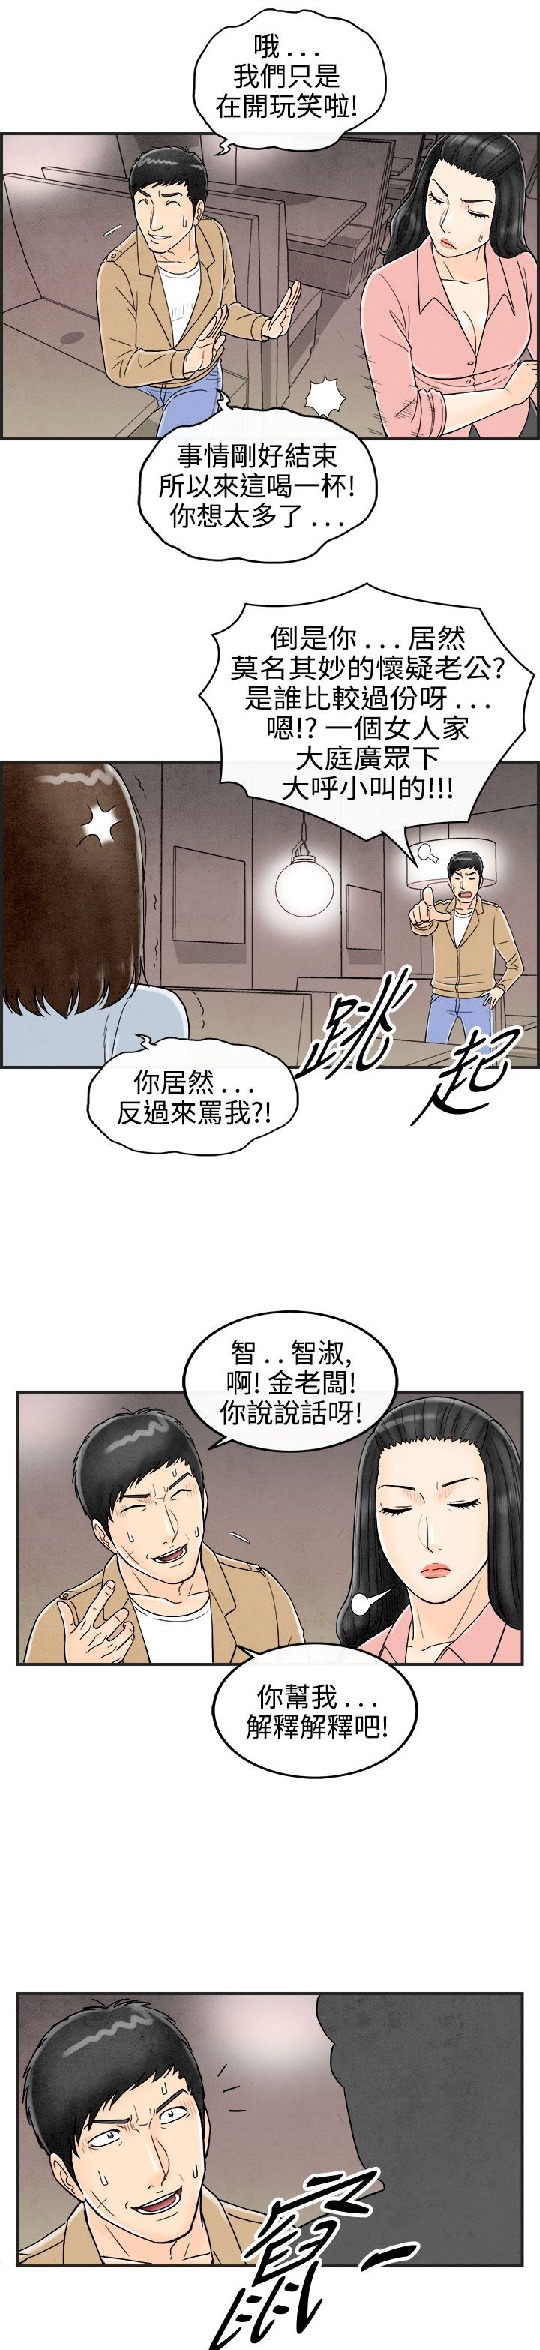 哦...
我們只是
在開玩笑啦!
事情剛好結束
所以來這喝一杯!
你想太多了...
倒是你...居然
莫名其妙的懷疑老公?
是誰比較過份呀...
嗯!? 一個女人家
大庭廣眾下
大呼小叫的!!!
跳起
你居然...
反過來罵我?!
智..智淑,
啊! 金老闆!
你說說話呀!
你幫我...
解釋解釋吧!
竄一